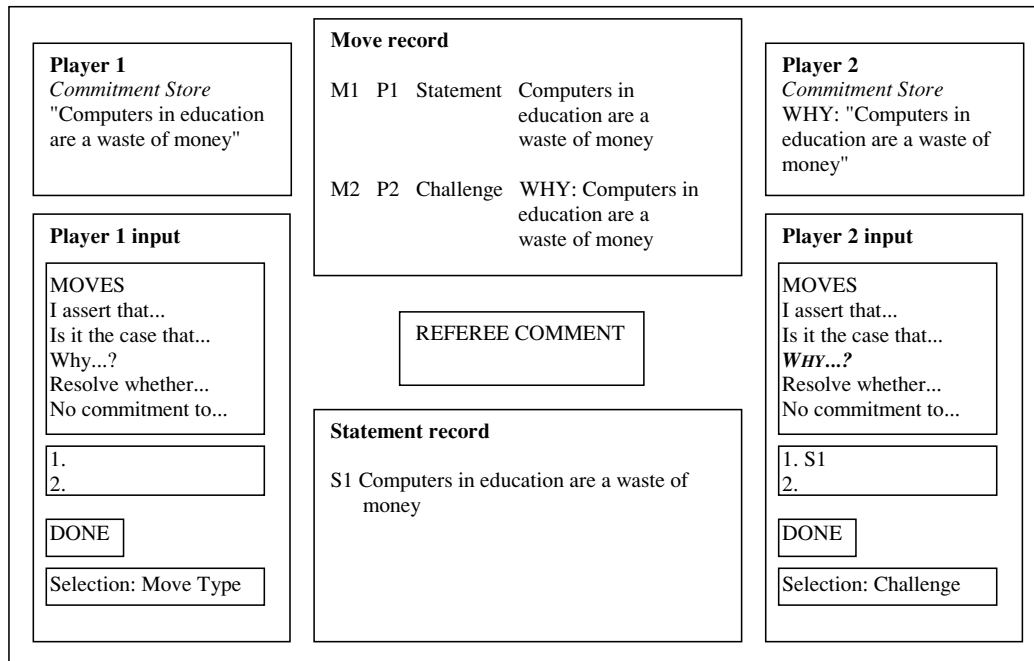 Player 1
Commitment Store
"Computers in education
are a waste of money"
Move record
M1 P1 Statement Computers in
education are a
waste of money
M2 P2 Challenge WHY: Computers in
education are a
waste of money
Player 2
Commitment Store
WHY: "Computers in
education are a waste of
money"
Player 1 input
MOVES
I assert that...
Is it the case that...
Why...?
Resolve whether...
No commitment to...
1.
2.
DONE
Selection: Move Type
REFEREE COMMENT
Statement record
S1 Computers in education are a waste of
money
Player 2 input
MOVES
I assert that...
Is it the case that...
WHY...?
Resolve whether...
No commitment to...
1. S1
2.
DONE
Selection: Challenge